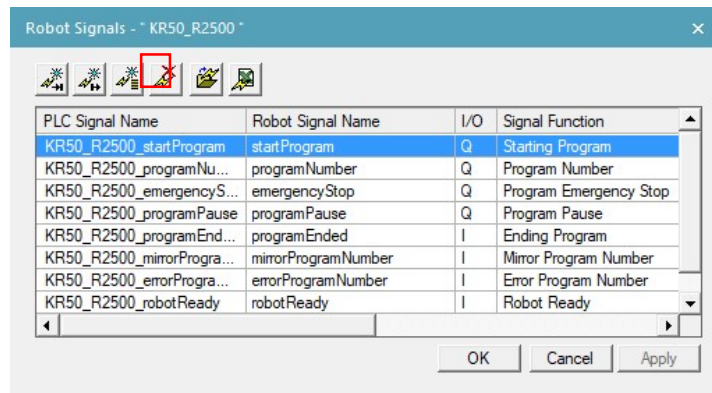 Robot Signals - " KR50_R2500 "
PLC Signal Name Robot Signal Name I/O Signal Function
KR50_R2500_startProgram startProgram Q Starting Program
KR50_R2500_programNu... programNumber Q Program Number
KR50_R2500_emergencyS... emergencyStop Q Program Emergency Stop
KR50_R2500_programPause programPause Q Program Pause
KR50_R2500_programEnd... programEnded I Ending Program
KR50_R2500_mirrorProgra... mirrorProgramNumber I Mirror Program Number
KR50_R2500_errorProgra... errorProgramNumber I Error Program Number
KR50_R2500_robotReady robotReady I Robot Ready
OK Cancel Apply